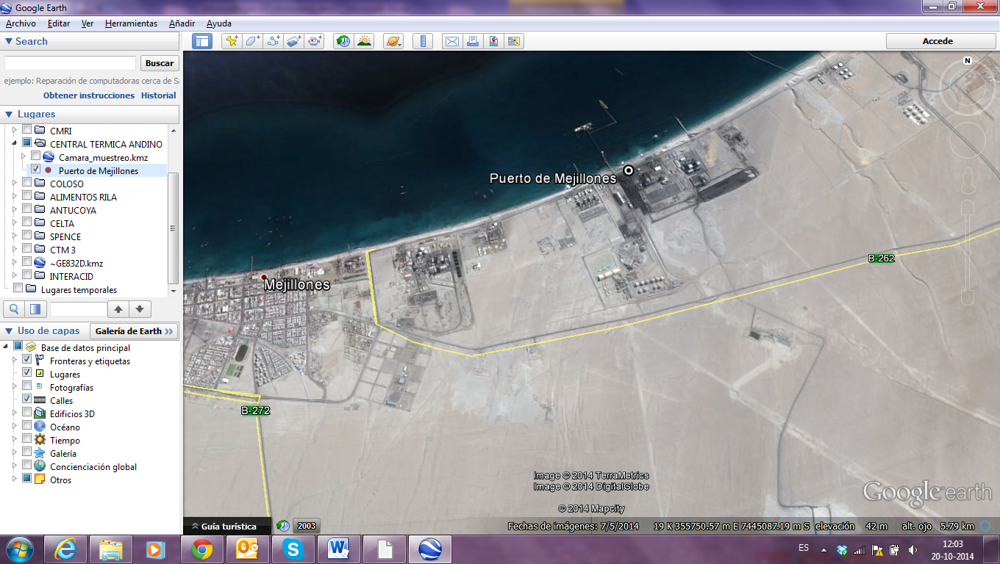 Google Earth
Archivo Editar Ver Herramientas Añadir Ayuda
Search
Buscar
ejemplo: Reparación de computadoras cerca de Sa
Obtener instrucciones Historial
Lugares
CMRI
CENTRAL TERMICA ANDINO
Camara_muestreo.kmz
Puerto de Mejillones
COLOSO
ALIMENTOS RILA
ANTUCOYA
CELTA
SPENCE
CTM 3
~GE832D.kmz
INTERACID
Lugares temporales
Uso de capas Galería de Earth >>
Base de datos principal
Fronteras y etiquetas
Lugares
Fotografías
Calles
Edificios 3D
Océano
Tiempo
Galería
Concienciación global
Otros
Accede
N
Puerto de Mejillones
B-262
Mejillones
B-272
Image © 2014 TerraMetrics
Image © 2014 DigitalGlobe
© 2014 Mapcity
Google earth
Guía turística 2003 Fechas de imágenes: 7/5/2014 19 K 355750.57 m E 7445087.19 m S elevación 42 m alt. ojo 5.79 km
ES 12:03
20-10-2014